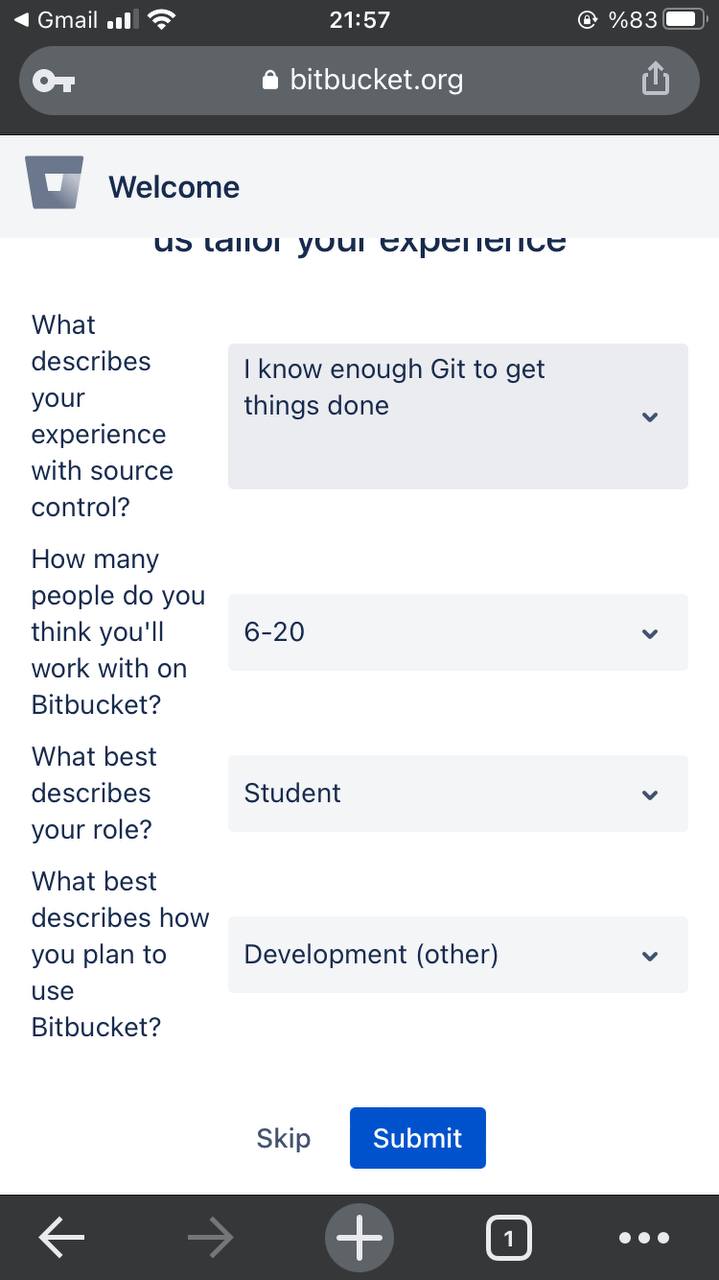 Gmail 21:57 %83
bitbucket.org
Welcome
us tailor your experience
What
describes
your
experience
with source
control?
I know enough Git to get
things done
How many
people do you
think you'll
work with on
Bitbucket?
6-20
What best
describes
your role?
Student
What best
describes how
you plan to
use
Bitbucket?
Development (other)
Skip Submit
1